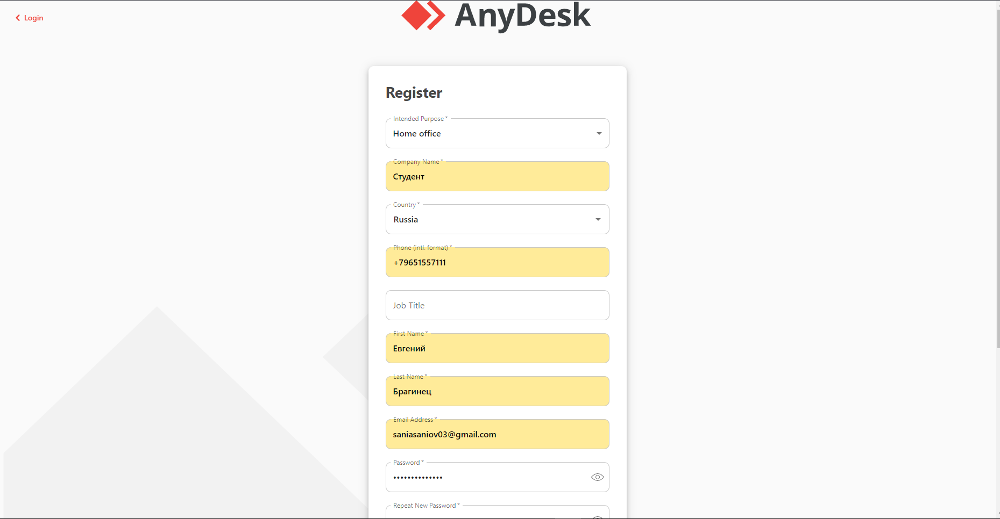 Login
AnyDesk
Register
Intended Purpose *
Home office
Company Name *
Студент
Country *
Russia
Phone (intl. format) *
+79651557111
Job Title
First Name *
Евгений
Last Name *
Брагинец
Email Address *
saniasaniov03@gmail.com
Password *
••••••••••••••
Repeat New Password *